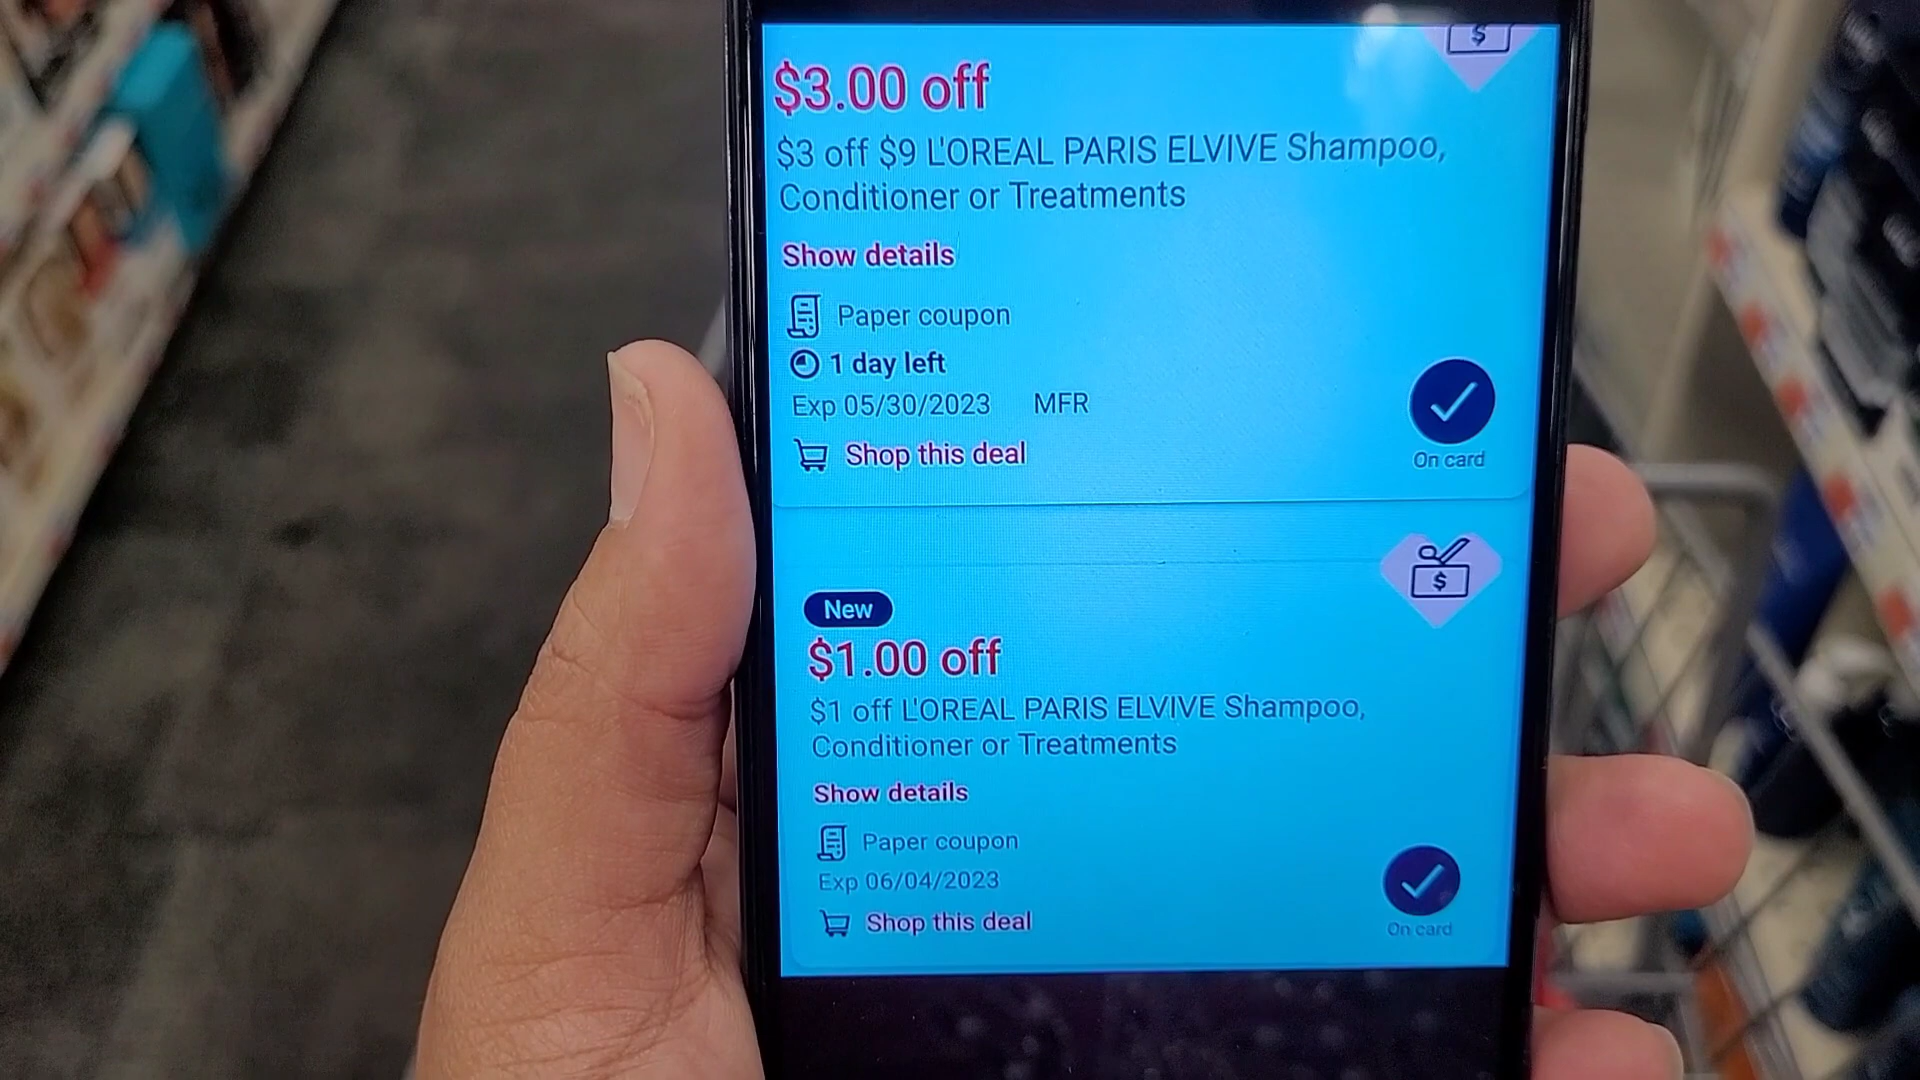 $
$3.00 off
$3 off $9 L'OREAL PARIS ELVIVE Shampoo,
Conditioner or Treatments
Show details
Paper coupon
1 day left
Exp 05/30/2023 MFR
Shop this deal
On card
$
New
$1.00 off
$1 off L'OREAL PARIS ELVIVE Shampoo,
Conditioner or Treatments
Show details
Paper coupon
Exp 06/04/2023
Shop this deal
On card